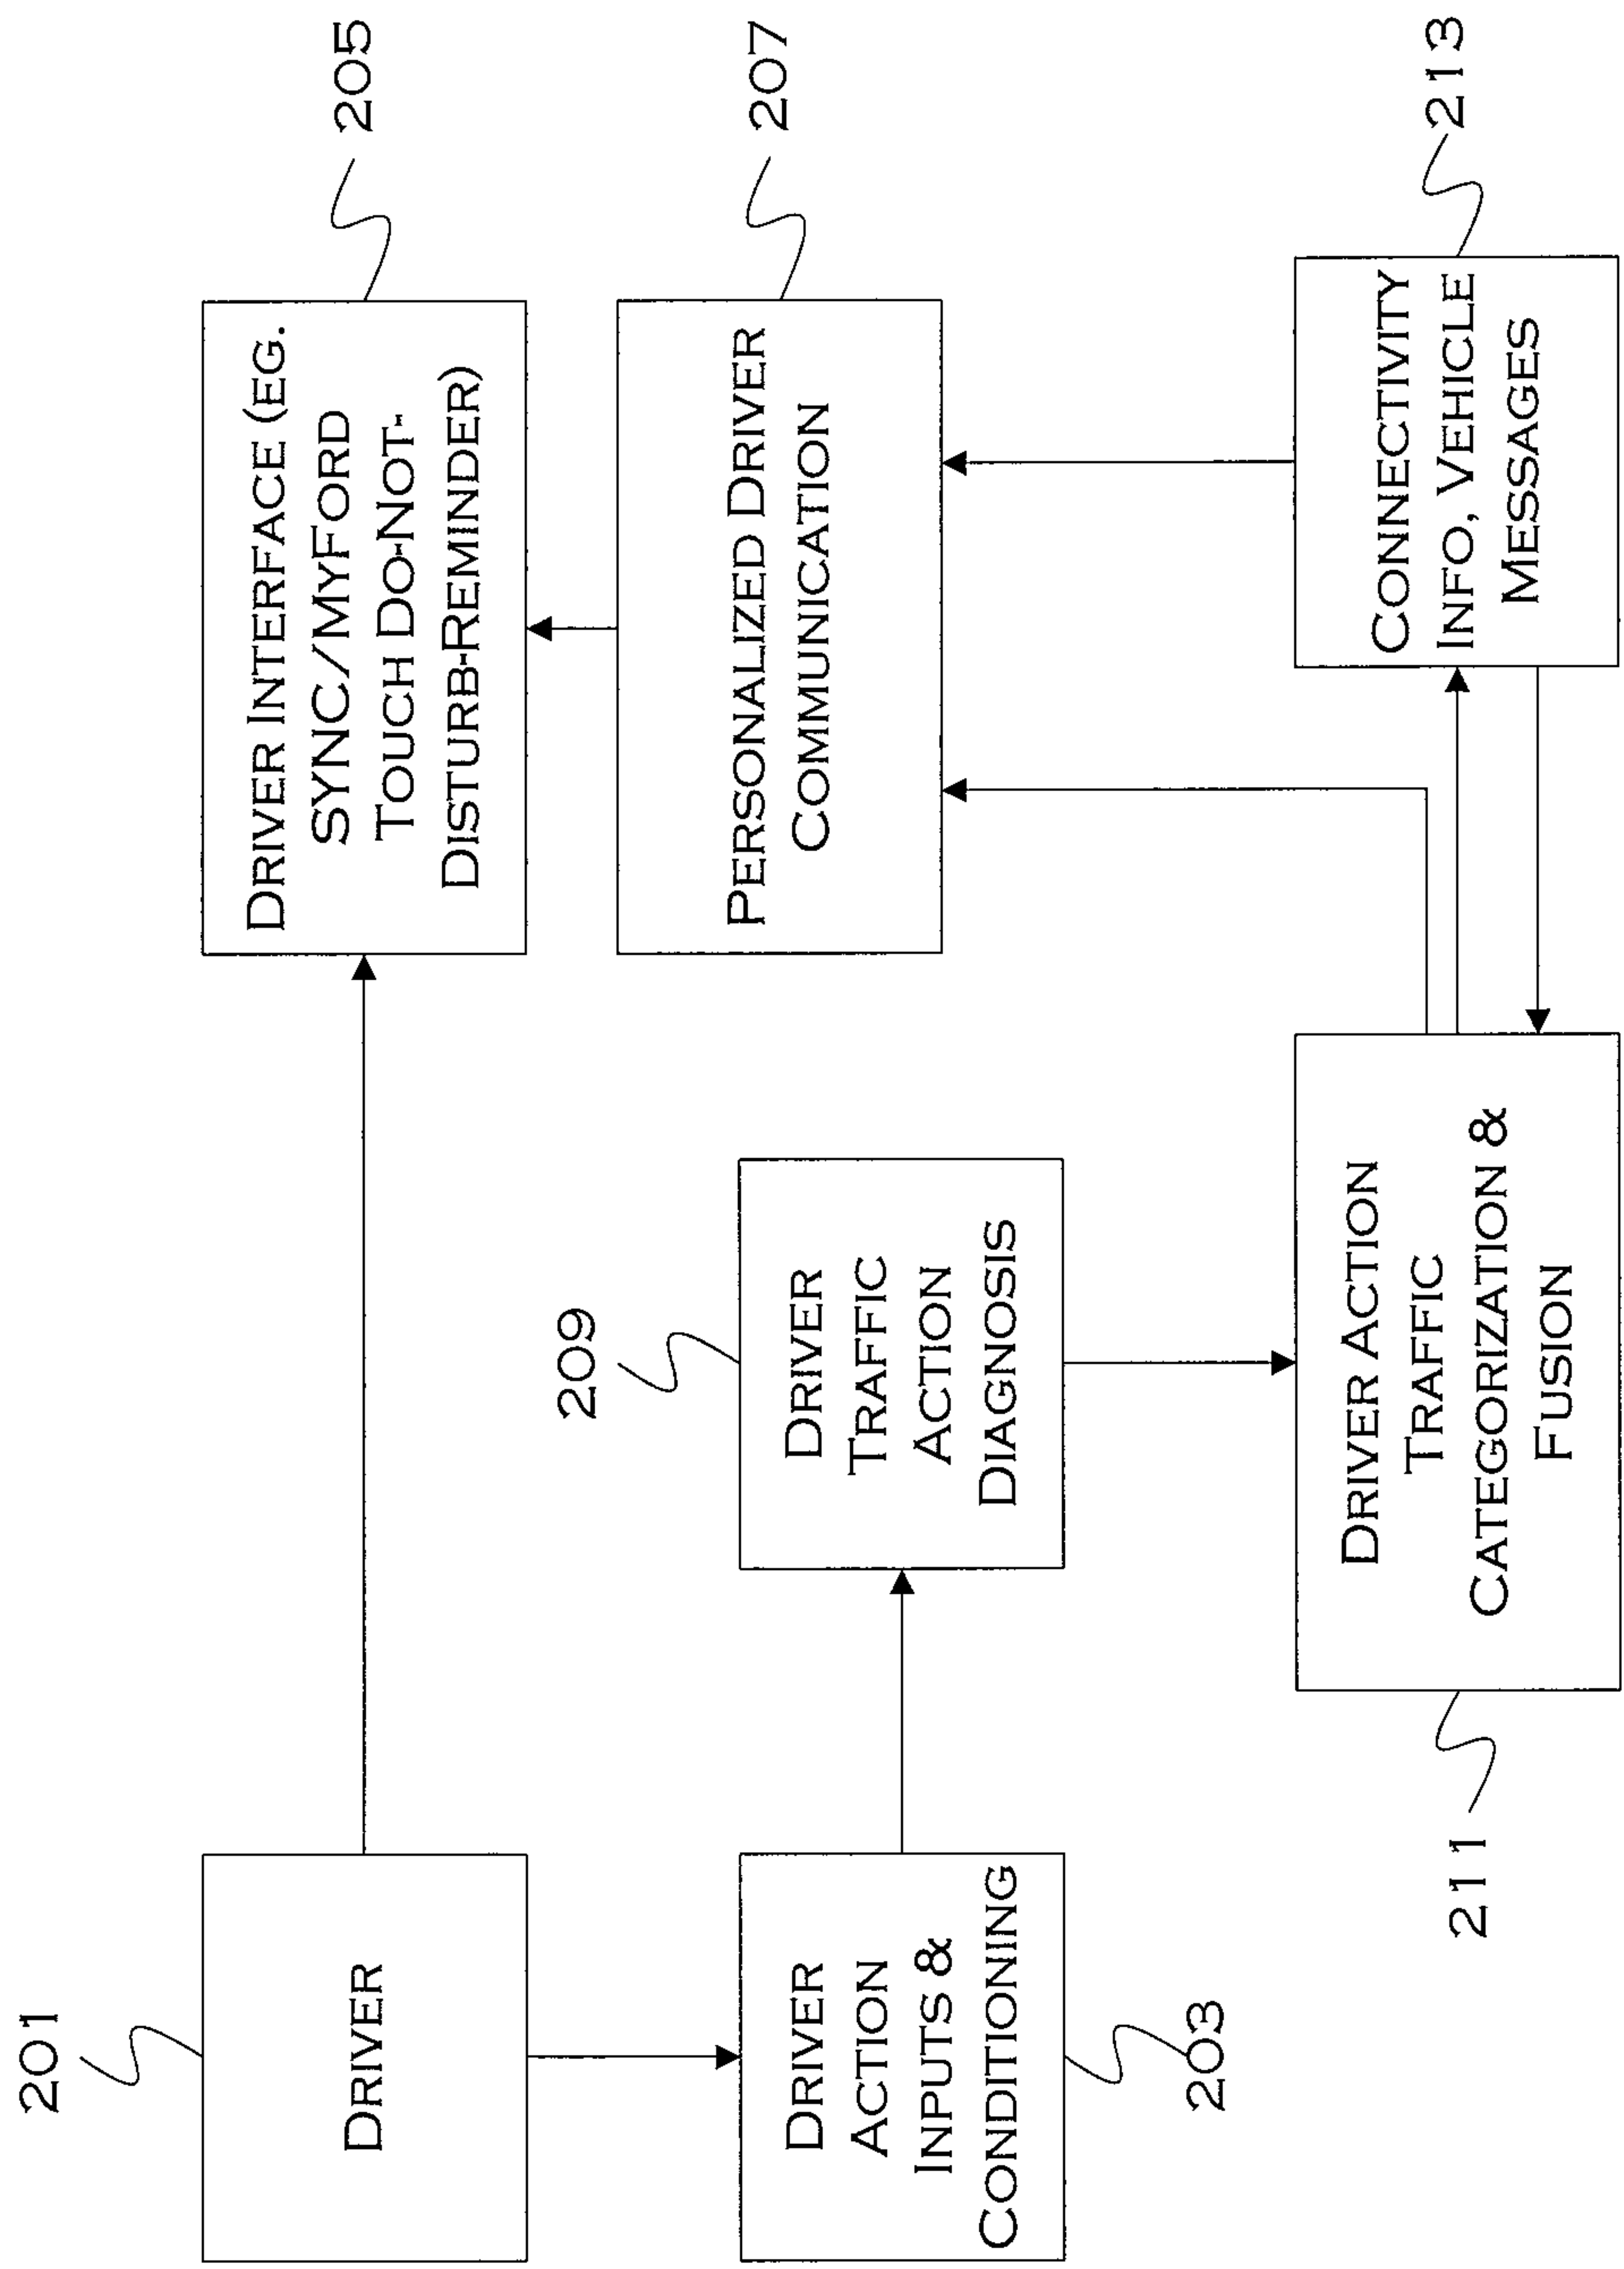 201
DRIVER
DRIVER
ACTION
INPUTS &
CONDITIONING
203
209
DRIVER
TRAFFIC
ACTION
DIAGNOSIS
DRIVER ACTION
TRAFFIC
CATEGORIZATION &
FUSION
211
DRIVER INTERFACE (EG.
SYNC/MYFORD
TOUCH DO-NOT-
DISTURB-REMINDER)
205
PERSONALIZED DRIVER
COMMUNICATION
207
CONNECTIVITY
INFO, VEHICLE
MESSAGES
213